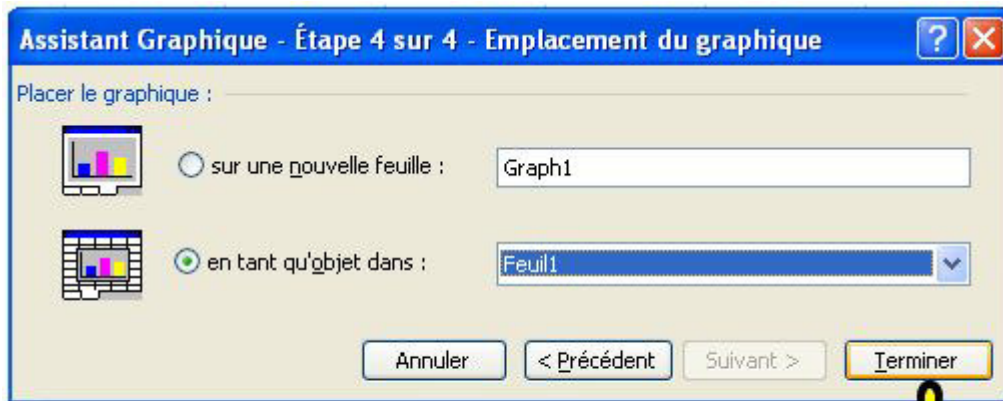 Assistant Graphique - Étape 4 sur 4 - Emplacement du graphique
Placer le graphique :
sur une nouvelle feuille : Graph1
en tant qu'objet dans : Feuil1
Annuler < Précédent Suivant > Terminer